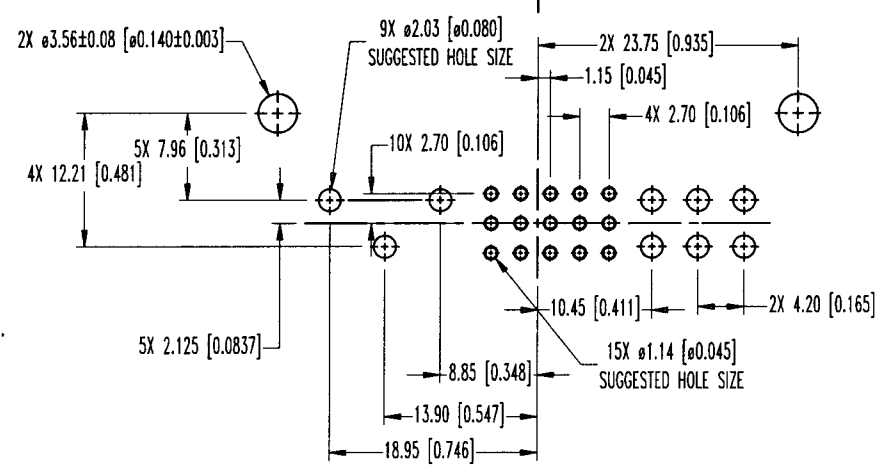 9X ø2.03 [ø0.080]
SUGGESTED HOLE SIZE
2X ø3.56±0.08 [ø0.140±0.003]
2X 23.75 [0.935]
1.15 [0.045]
4X 2.70 [0.106]
5X 7.96 [0.313]
10X 2.70 [0.106]
4X 12.21 [0.481]
10.45 [0.411]
2X 4.20 [0.165]
5X 2.125 [0.0837]
15X ø1.14 [ø0.045]
SUGGESTED HOLE SIZE
8.85 [0.348]
13.90 [0.547]
18.95 [0.746]